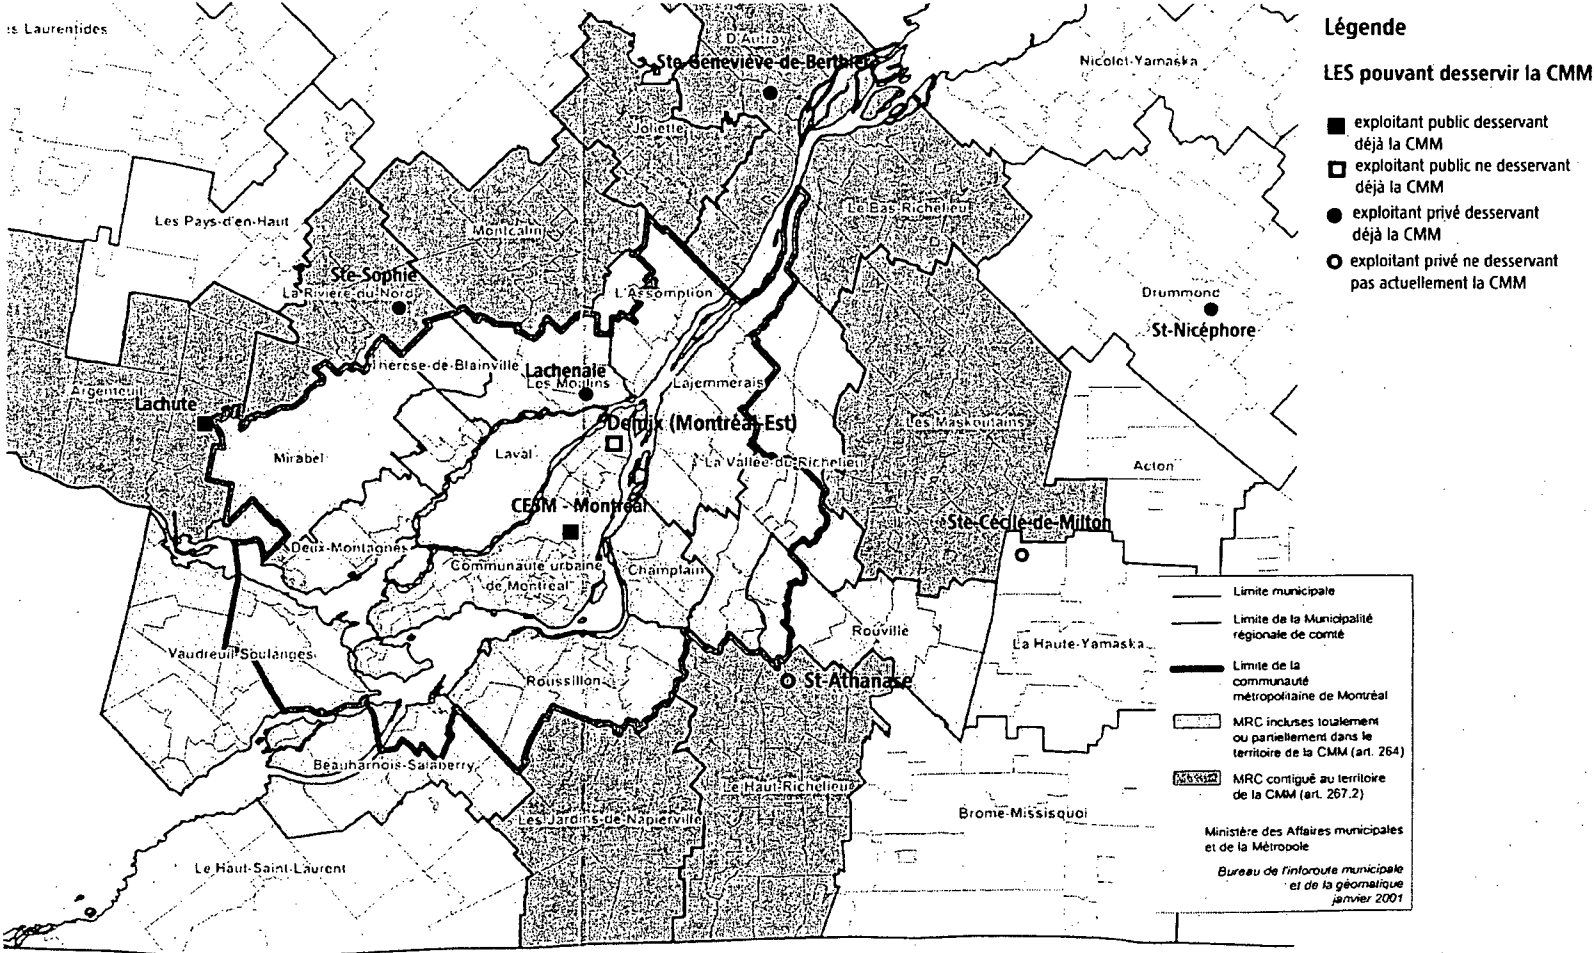 s Laurentides
D'Autray
Ste-Geneviève-de-Berthier
Nicolet-Yamaska
Joliette
Les Pays-d'en-Haut
Montcalm
Le Bas-Richelieu
Ste-Sophie
La Rivière-du-Nord
L'Assomption
Drummond
St-Nicéphore
Argenteuil
Lachute
Thérèse-de-Blainville
Lachenaie
Les Moulins
Lajemmerais
Demix (Montréal-Est)
Les Maskoutains
Mirabel
Laval
La Vallée-du-Richelieu
Acton
CESM - Montréal
Ste-Cécile-de-Milton
Deux-Montagnes
Communauté urbaine
de Montréal
Champlain
Rouville
La Haute-Yamaska
Vaudreuil-Soulanges
Roussillon
St-Athanase
Beauharnois-Salaberry
Le Haut-Richelieu
Les Jardins-de-Napierville
Brome-Missisquoi
Le Haut-Saint-Laurent
Légende
LES pouvant desservir la CMM
exploitant public desservant
déjà la CMM
exploitant public ne desservant
déjà la CMM
exploitant privé desservant
déjà la CMM
exploitant privé ne desservant
pas actuellement la CMM
Limite municipale
Limite de la Municipalité
régionale de comté
Limite de la
communauté
métropolitaine de Montréal
MRC incluses totalement
ou partiellement dans le
territoire de la CMM (art. 264)
MRC contiguë au territoire
de la CMM (art. 267.2)
Ministère des Affaires municipales
et de la Métropole
Bureau de l'inforoute municipale
et de la géomatique
janvier 2001